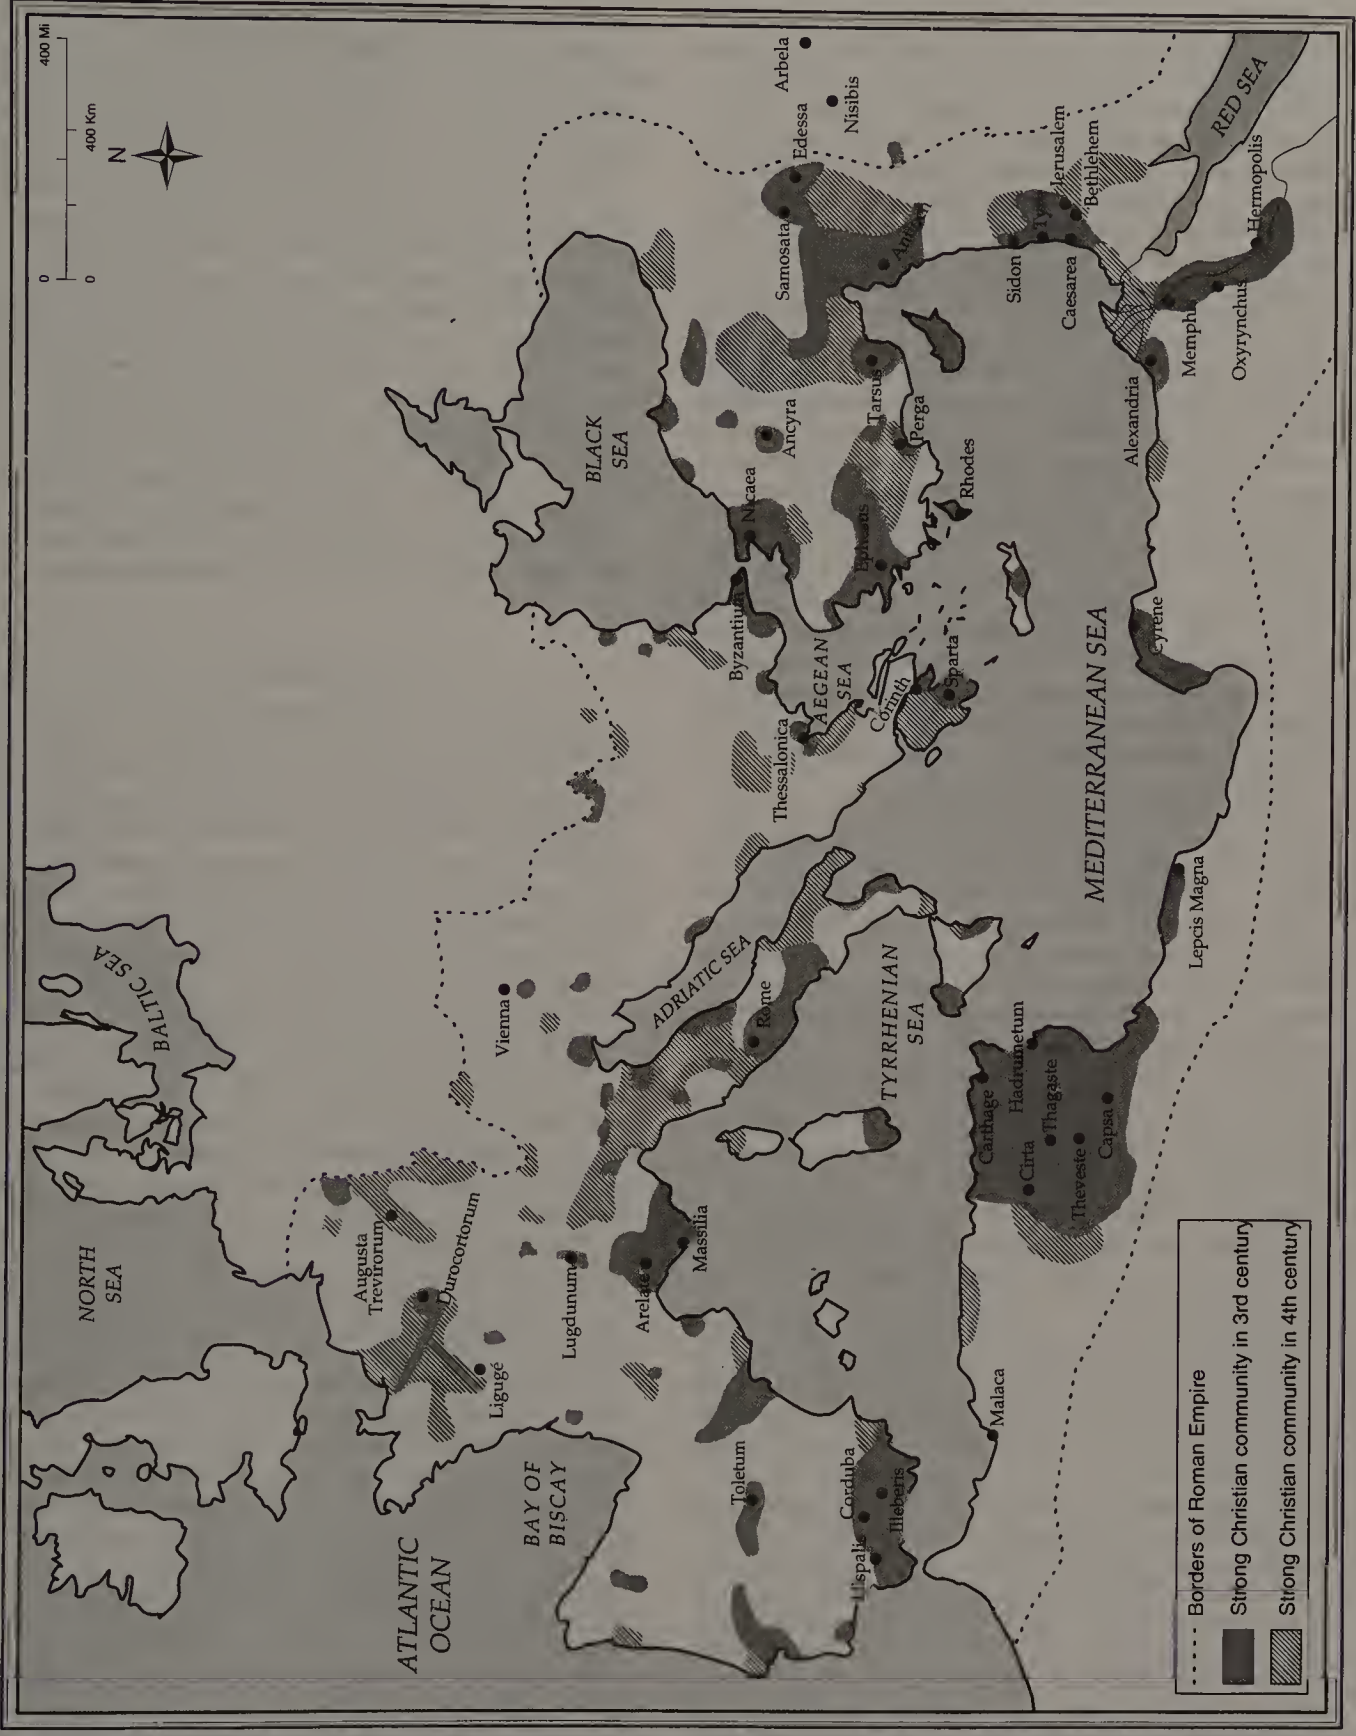 0 400 Mi
0 400 Km
N
NORTH
SEA
BALTIC SEA
ATLANTIC
OCEAN
BAY OF
BISCAY
BLACK
SEA
ADRIATIC SEA
AEGEAN
SEA
TYRRHENIAN
SEA
MEDITERRANEAN SEA
RED SEA
Augusta
Trevirorum
Durocortorum
Ligugé
Lugdunum
Arelate
Massilia
Vienna
Rome
Toletum
Corduba
Hispalis
Illeberis
Malaca
Carthage
Hadrumetum
Cirta
Thagaste
Theveste
Capsa
Lepcis Magna
Cyrene
Thessalonica
Corinth
Sparta
Byzantium
Nicaea
Ancyra
Ephesus
Perga
Tarsus
Rhodes
Samosata
Edessa
Nisibis
Arbela
Sidon
Caesarea
Jerusalem
Bethlehem
Alexandria
Oxyrynchus
Hermopolis
Borders of Roman Empire
Strong Christian community in 3rd century
Strong Christian community in 4th century